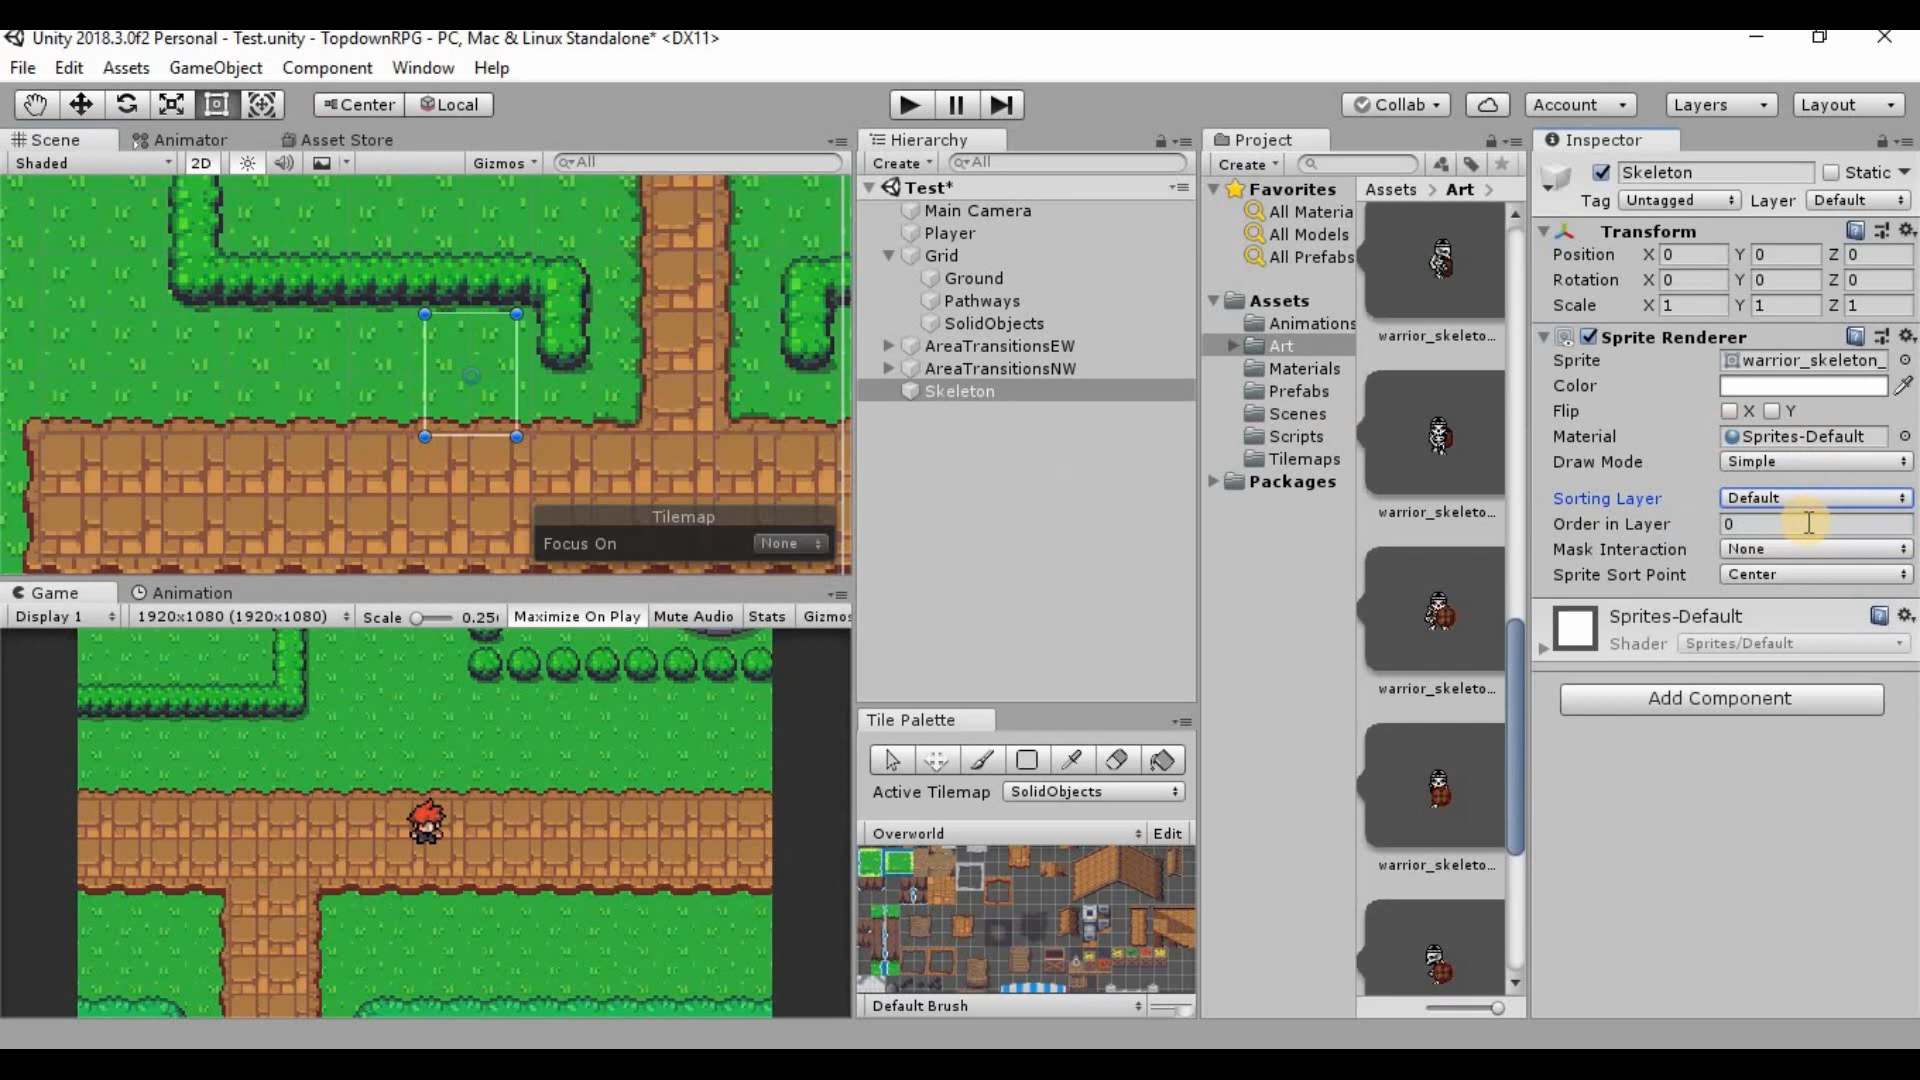 Unity 2018.3.0f2 Personal - Test.unity - TopdownRPG - PC, Mac & Linux Standalone* <DX11>
File Edit Assets GameObject Component Window Help
Center Local Collab Account Layers Layout
Scene Animator Asset Store
Shaded 2D Gizmos All
Tilemap
Focus On None
Game Animation
Display 1 1920x1080 (1920x1080) Scale 0.25 Maximize On Play Mute Audio Stats Gizmos
Hierarchy
Create All
Test*
Main Camera
Player
Grid
Ground
Pathways
SolidObjects
AreaTransitionsEW
AreaTransitionsNW
Skeleton
Tile Palette
Active Tilemap SolidObjects
Overworld Edit
Default Brush
Project
Create
Favorites
All Materia
All Models
All Prefabs
Assets
Animations
Art
Materials
Prefabs
Scenes
Scripts
Tilemaps
Packages
Assets > Art >
warrior_skeleto...
warrior_skeleto...
warrior_skeleto...
warrior_skeleto...
Inspector
Skeleton Static
Tag Untagged Layer Default
Transform
Position X 0 Y 0 Z 0
Rotation X 0 Y 0 Z 0
Scale X 1 Y 1 Z 1
Sprite Renderer
Sprite warrior_skeleton_
Color
Flip X Y
Material Sprites-Default
Draw Mode Simple
Sorting Layer Default
Order in Layer 0
Mask Interaction None
Sprite Sort Point Center
Sprites-Default
Shader Sprites/Default
Add Component